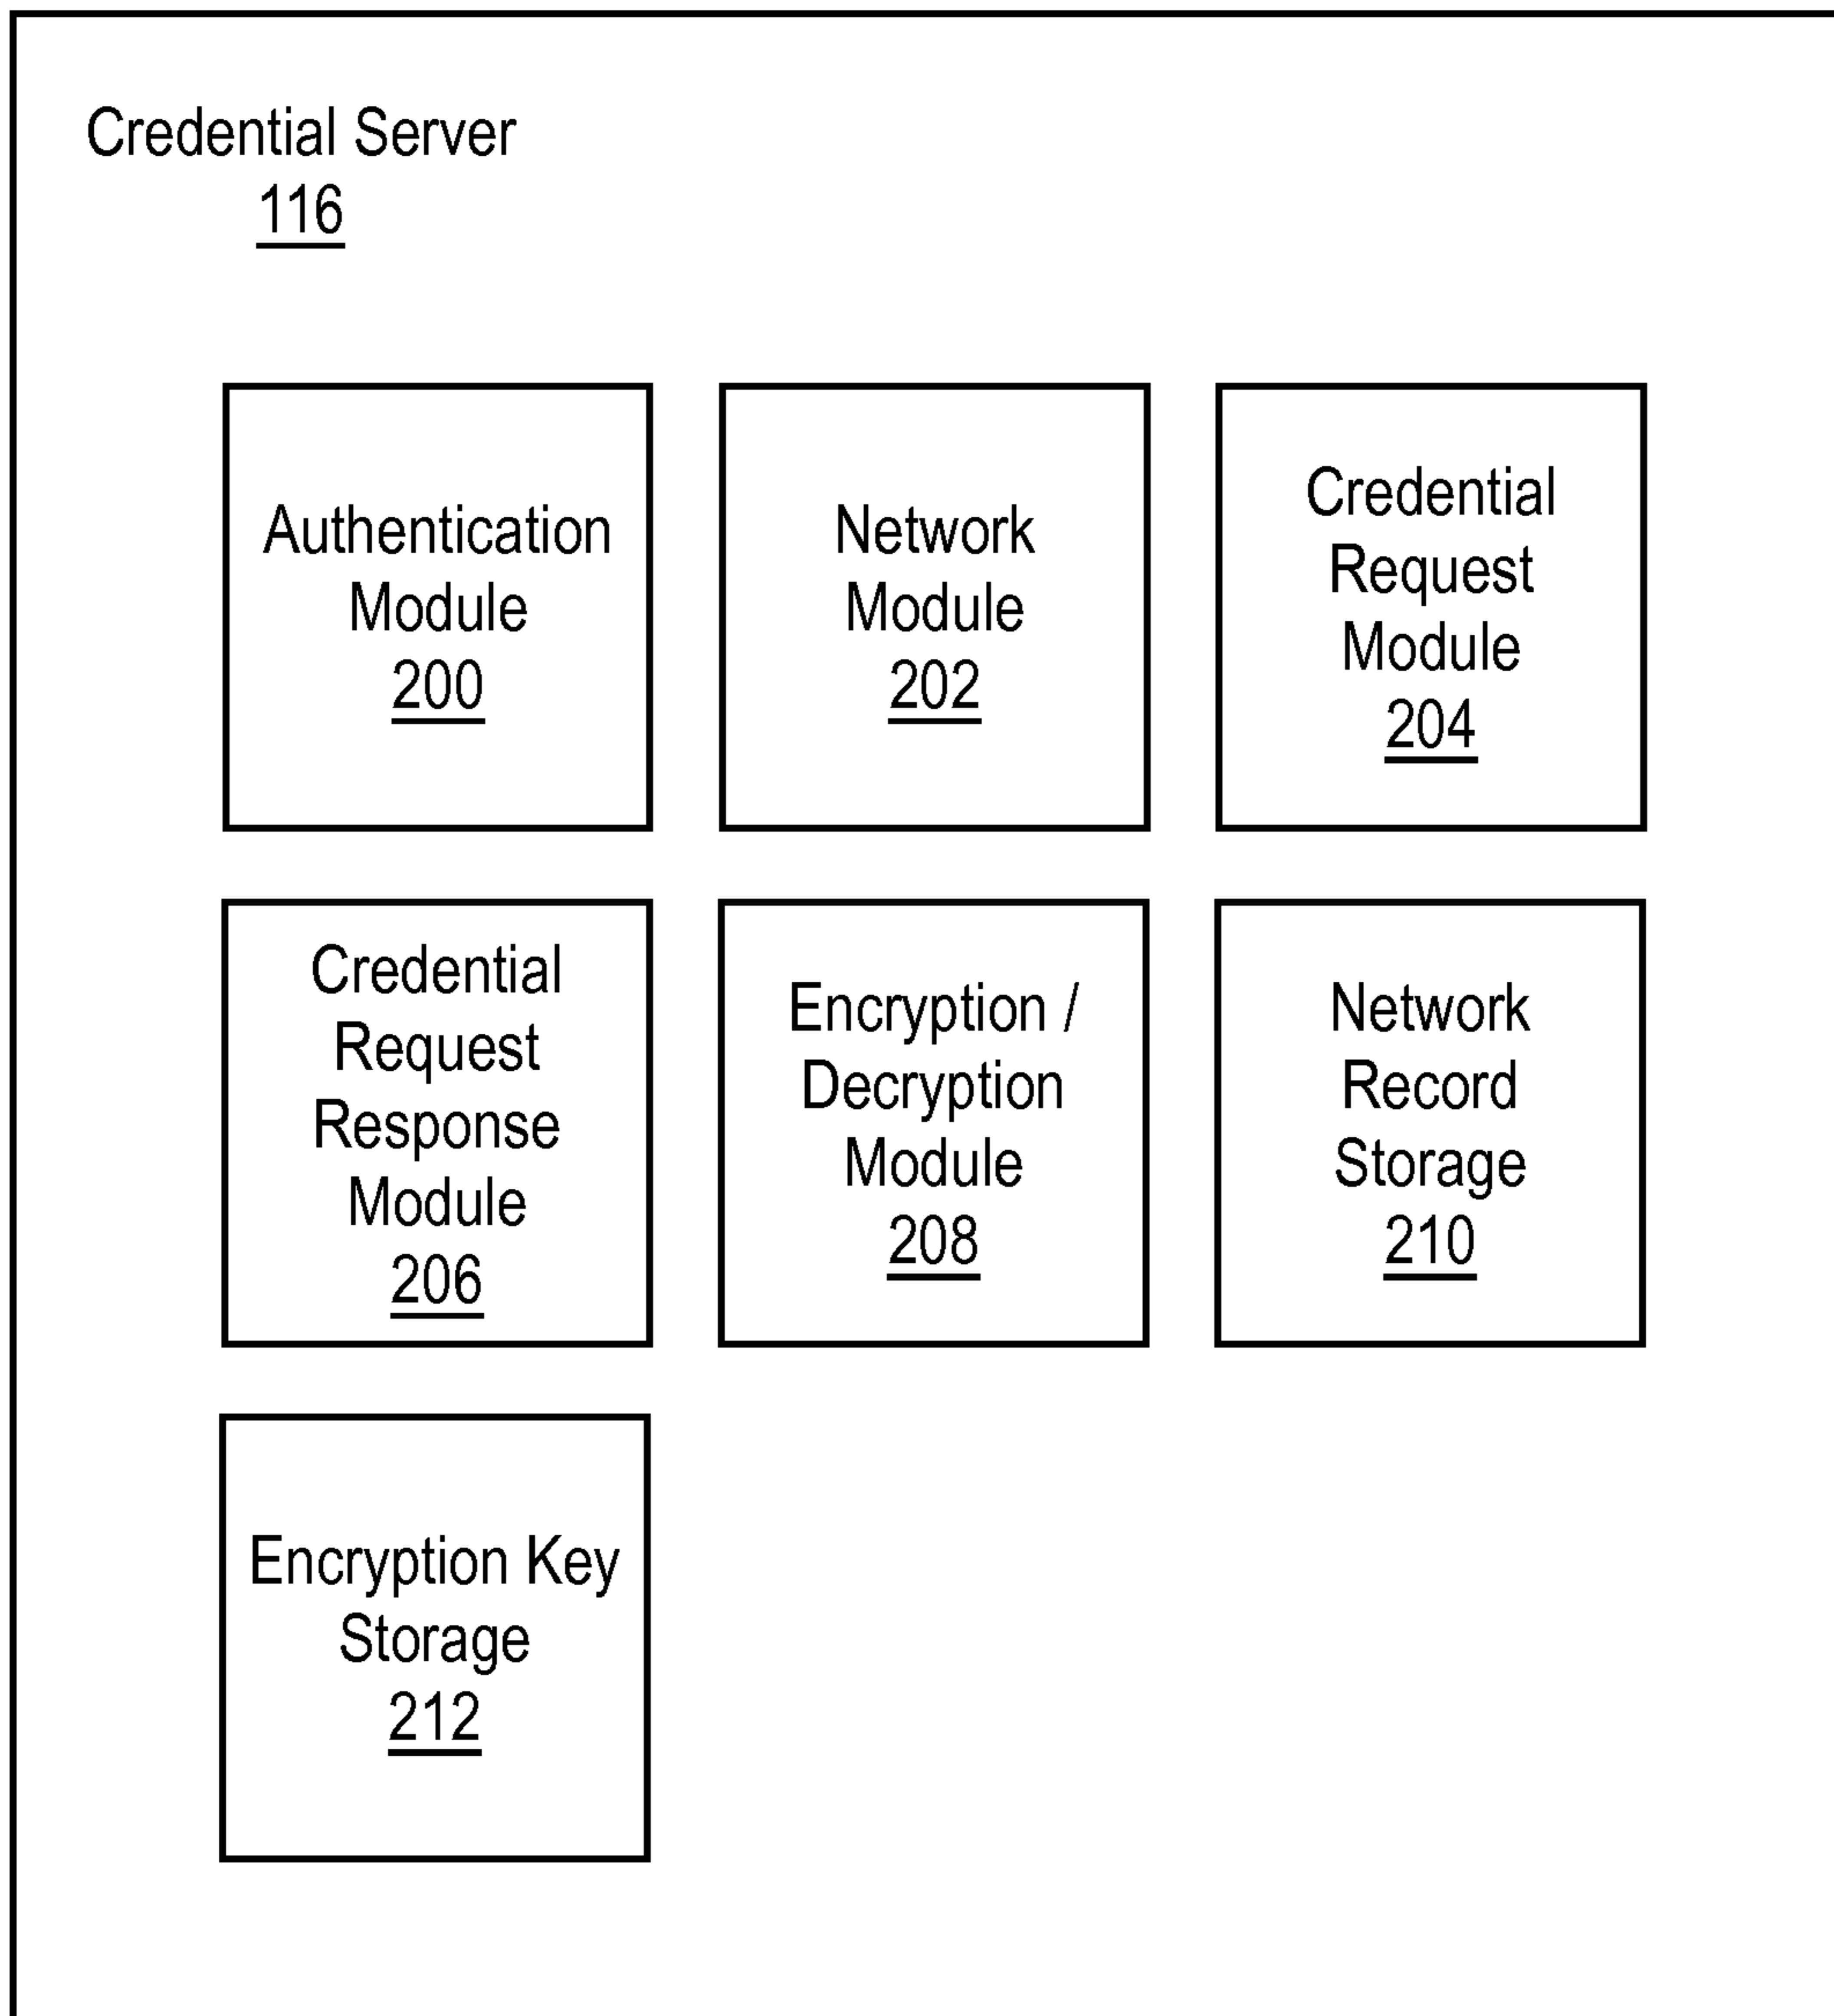 Credential Server
116
Authentication
Module
200
Network
Module
202
Credential
Request
Module
204
Credential
Request
Response
Module
206
Encryption /
Decryption
Module
208
Network
Record
Storage
210
Encryption Key
Storage
212